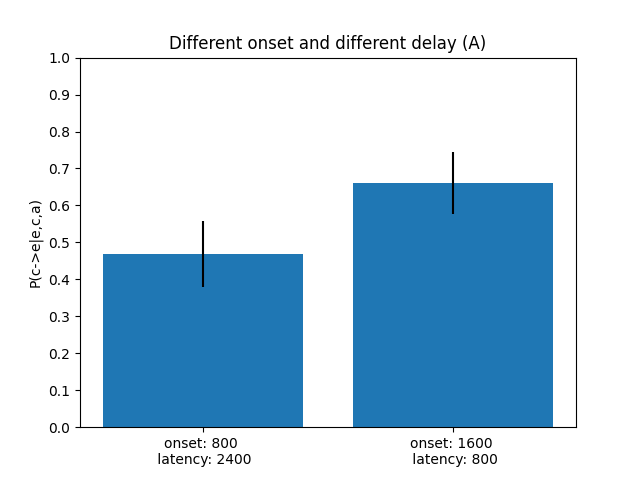 Different onset and different delay (A)
P(c->e|e,c,a)
1.0
0.9
0.8
0.7
0.6
0.5
0.4
0.3
0.2
0.1
0.0
onset: 800
latency: 2400
onset: 1600
latency: 800